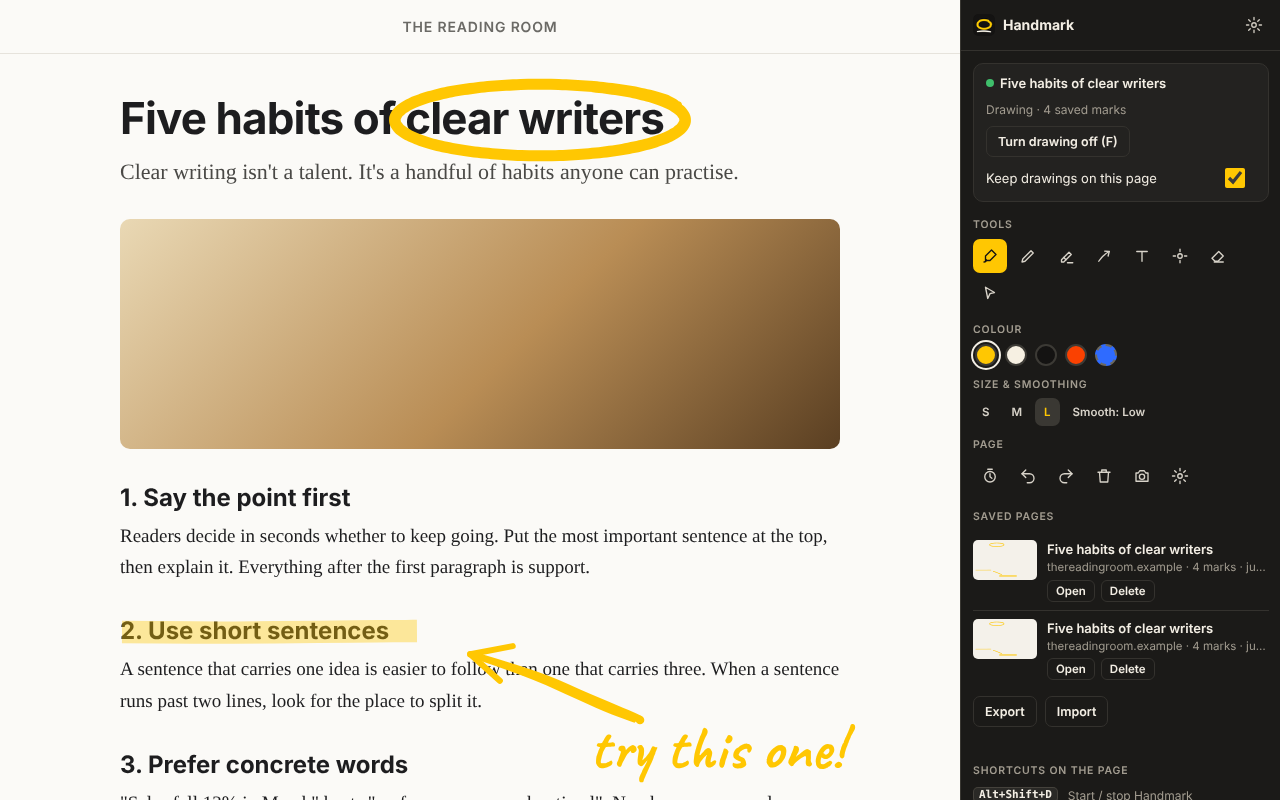 THE READING ROOM
Five habits of clear writers
Clear writing isn't a talent. It's a handful of habits anyone can practise.
1. Say the point first
Readers decide in seconds whether to keep going. Put the most important sentence at the top,
then explain it. Everything after the first paragraph is support.
2. Use short sentences
A sentence that carries one idea is easier to follow than one that carries three. When a sentence
runs past two lines, look for the place to split it.
try this one!
3. Prefer concrete words
Handmark
Five habits of clear writers
Drawing · 4 saved marks
Turn drawing off (F)
Keep drawings on this page
TOOLS
COLOUR
SIZE & SMOOTHING
S M L Smooth: Low
PAGE
SAVED PAGES
Five habits of clear writers
thereadingroom.example · 4 marks · ju…
Open Delete
Five habits of clear writers
thereadingroom.example · 4 marks · ju…
Open Delete
Export Import
SHORTCUTS ON THE PAGE
Alt+Shift+D Start / stop Handmark